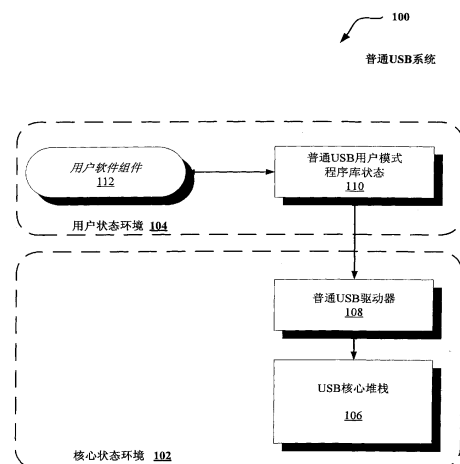 100
普通USB系统
用户软件组件
112
普通USB用户模式
程序库状态
110
用户状态环境 104
普通USB驱动器
108
USB核心堆栈
106
核心状态环境 102